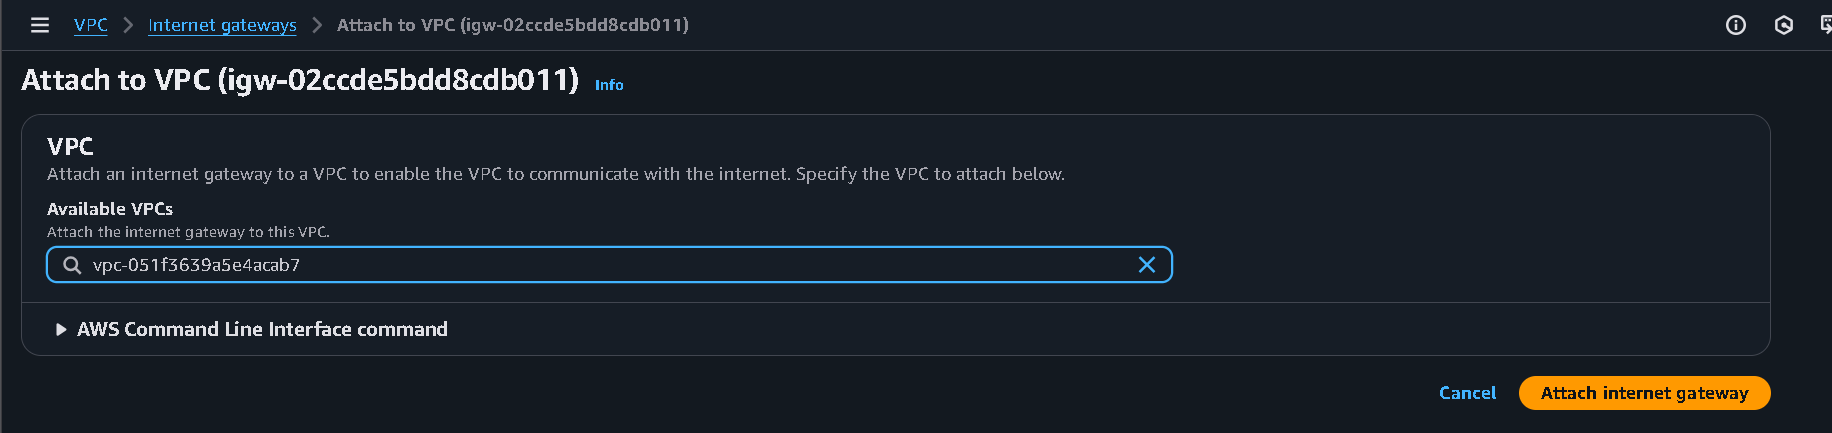 VPC > Internet gateways > Attach to VPC (igw-02ccde5bdd8cdb011)
Attach to VPC (igw-02ccde5bdd8cdb011) Info
VPC
Attach an internet gateway to a VPC to enable the VPC to communicate with the internet. Specify the VPC to attach below.
Available VPCs
Attach the internet gateway to this VPC.
vpc-051f3639a5e4acab7
AWS Command Line Interface command
Cancel Attach internet gateway